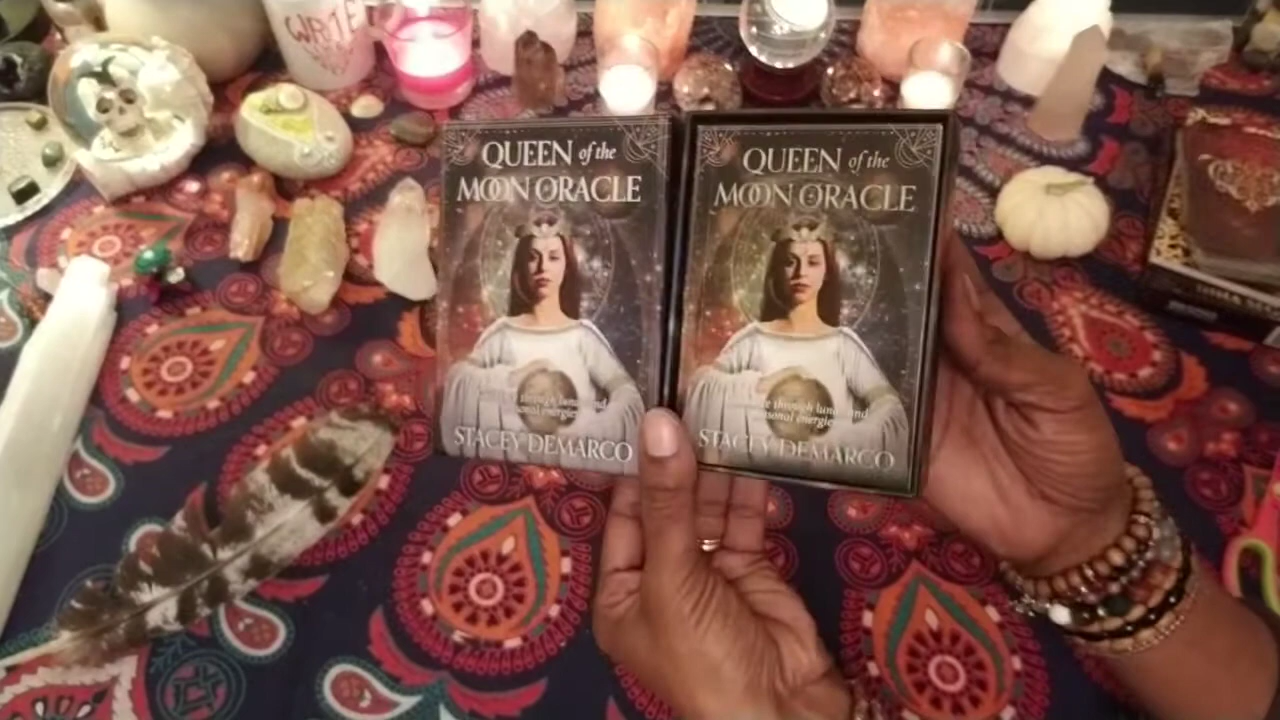 WRITE
QUEEN of the
MOON ORACLE
through lunar and
seasonal energies
STACEY DEMARCO
QUEEN of the
MOON ORACLE
through lunar and
seasonal energies
STACEY DEMARCO